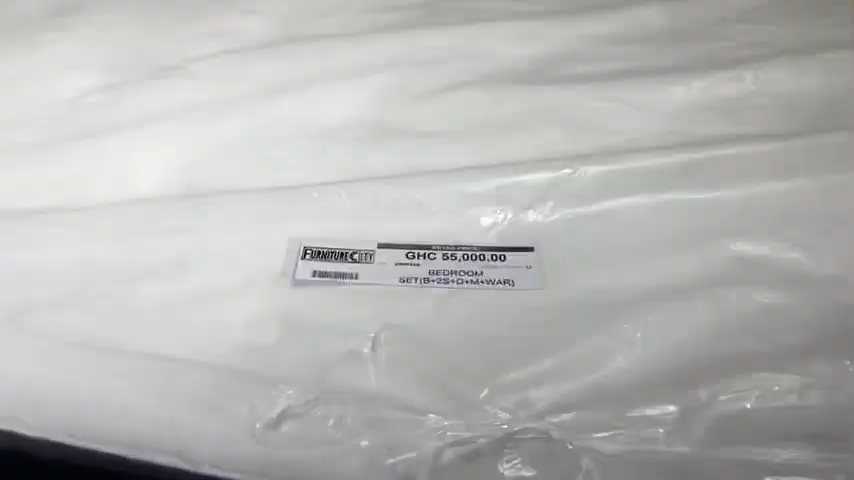 FURNITURE CITY
RETAIL PRICE
GHC 55,000.00
BEDROOM
SET(B+2S+D+M+WAR)